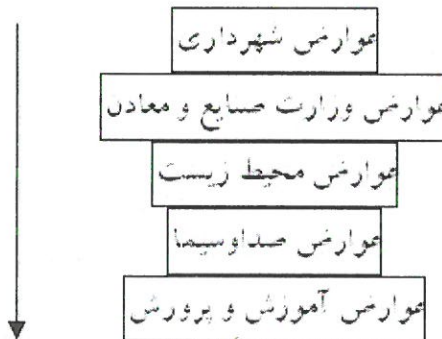 عوارض شهرداری
عوارض وزارت صنایع و معادن
عوارض محیط زیست
عوارض صداوسیما
عوارض آموزش و پرورش